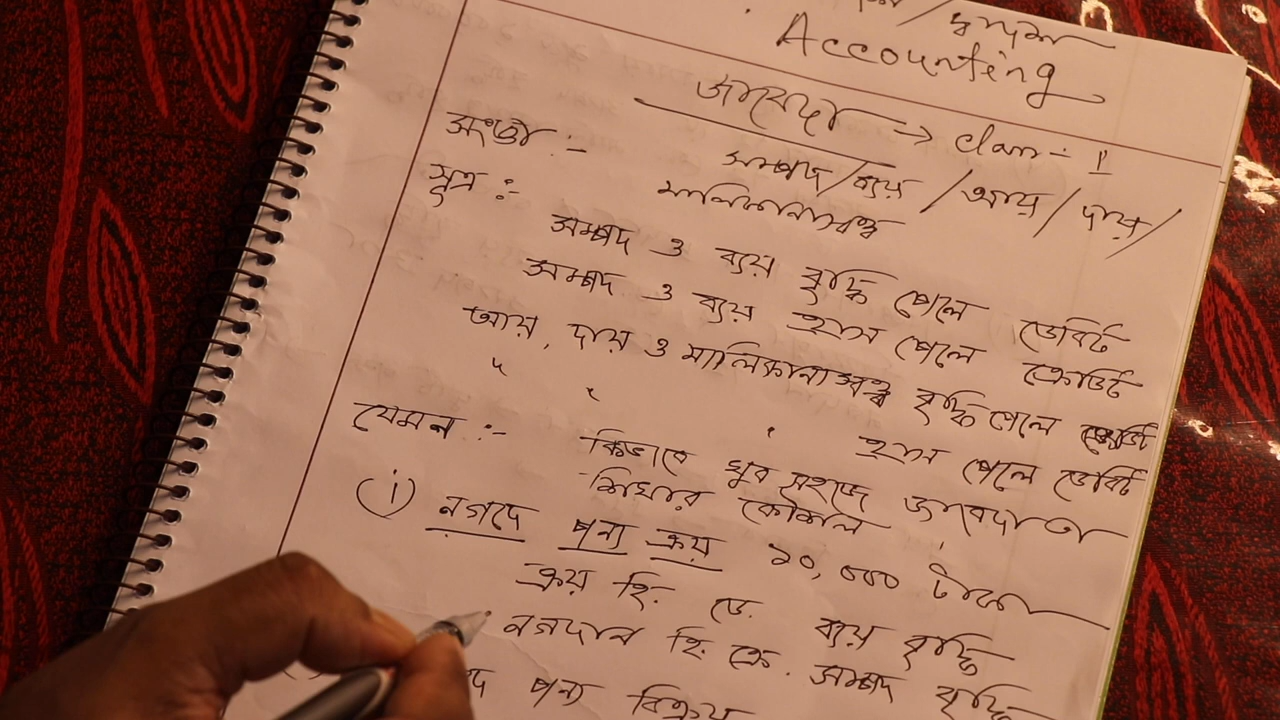 /দ্বাদশ
Accounting
জাবেদা → class - 1
সংজ্ঞা :-
সম্পদ/ব্যয়/আয়/দায়/
সূত্র :- মালিকানাস্বত্ব
সম্পদ ও ব্যয় বৃদ্ধি পেলে ডেবিট
সম্পদ ও ব্যয় হ্রাস পেলে ক্রেডিট
আয়, দায় ও মালিকানাস্বত্ব বৃদ্ধি পেলে
" " " হ্রাস পেলে ডেবিট
যেমন :- কিভাবে খুব সহজে জাবেদা
শিখার কৌশল
(i) নগদে পন্য ক্রয় ১০,০০০ টাকা
ক্রয় হি. ডে. ব্যয় বৃদ্ধি
নগদান হি. ক্রে. সম্পদ বৃদ্ধি
দে পন্য বিক্রয়